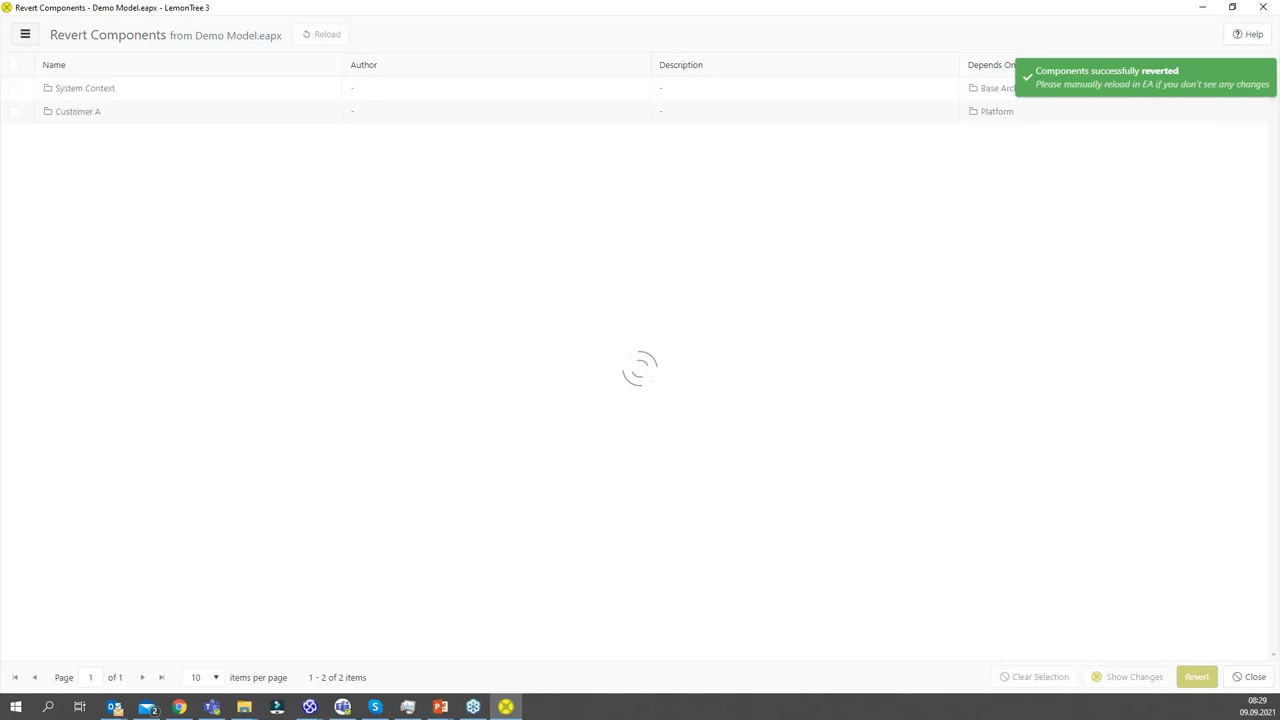 Revert Components - Demo Model.eapx - LemonTree 3
Revert Components from Demo Model.eapx
Reload
Help
Name
Author
Description
Depends On
Components successfully reverted
Please manually reload in EA if you don't see any changes
System Context
-
-
Base Arc
Customer A
-
-
Platform
Page 1 of 1
10 items per page
1 - 2 of 2 items
Clear Selection
Show Changes
Revert
Close
2
08:29
09.09.2021